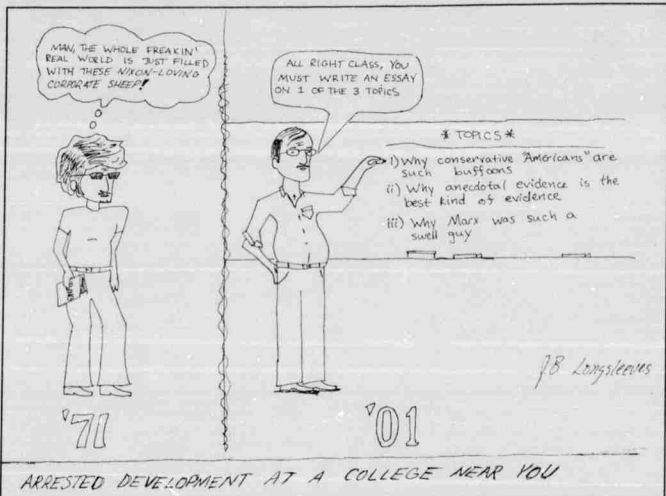 MAN, THE WHOLE FREAKIN'
REAL WORLD IS JUST FILLED
WITH THESE NIXON-LOVING
CORPORATE SHEEP!
ALL RIGHT CLASS, YOU
MUST WRITE AN ESSAY
ON 1 OF THE 3 TOPICS
* TOPICS *
i) Why conservative "Americans" are
such buffoons
ii) Why anecdotal evidence is the
best kind of evidence
iii) Why Marx was such a
swell guy
JB Longsleeves
'71
'01
ARRESTED DEVELOPMENT AT A COLLEGE NEAR YOU